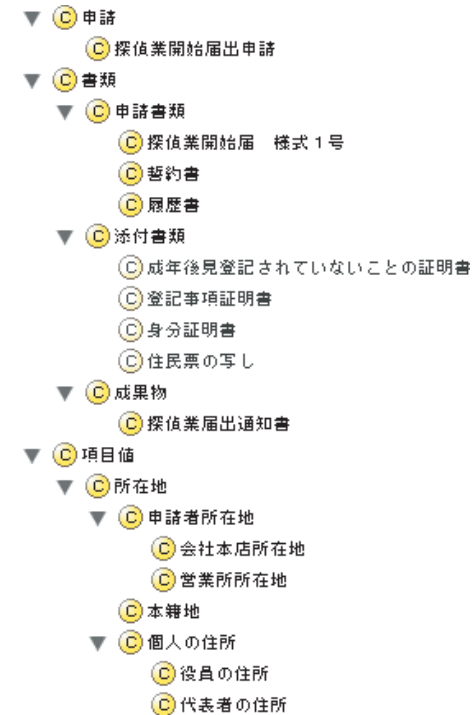 申請
探偵業開始届出申請
書類
申請書類
探偵業開始届　様式1号
誓約書
履歴書
添付書類
成年後見登記されていないことの証明書
登記事項証明書
身分証明書
住民票の写し
成果物
探偵業届出通知書
項目値
所在地
申請者所在地
会社本店所在地
営業所所在地
本籍地
個人の住所
役員の住所
代表者の住所